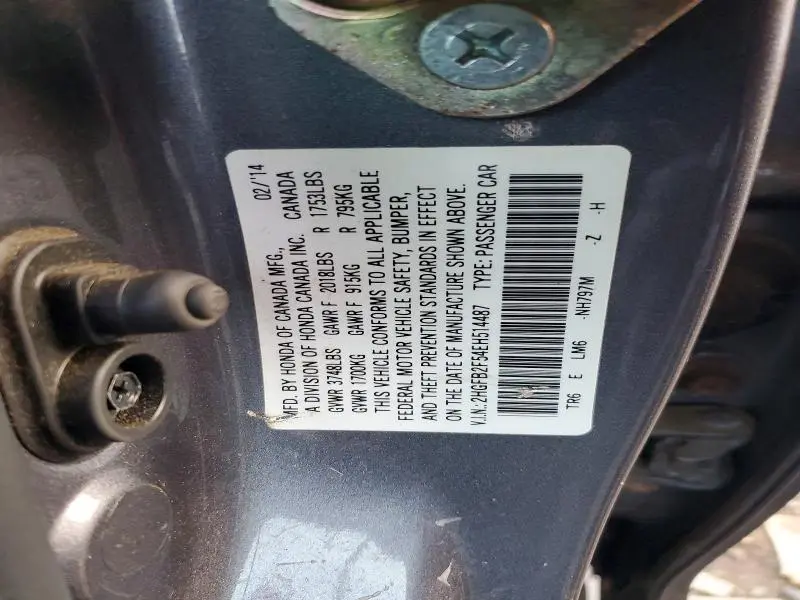 MFD. BY HONDA OF CANADA MFG., 02/'14
A DIVISION OF HONDA CANADA INC. CANADA
GVWR 3748LBS GAWR F 2018LBS R 1753LBS
GVWR 1700KG GAWR F 915KG R 795KG
THIS VEHICLE CONFORMS TO ALL APPLICABLE
FEDERAL MOTOR VEHICLE SAFETY, BUMPER,
AND THEFT PREVENTION STANDARDS IN EFFECT
ON THE DATE OF MANUFACTURE SHOWN ABOVE.
V.I.N.:2HGFB2F54EH514487 TYPE: PASSENGER CAR
TR6 E LM6 -NH797M -Z -H